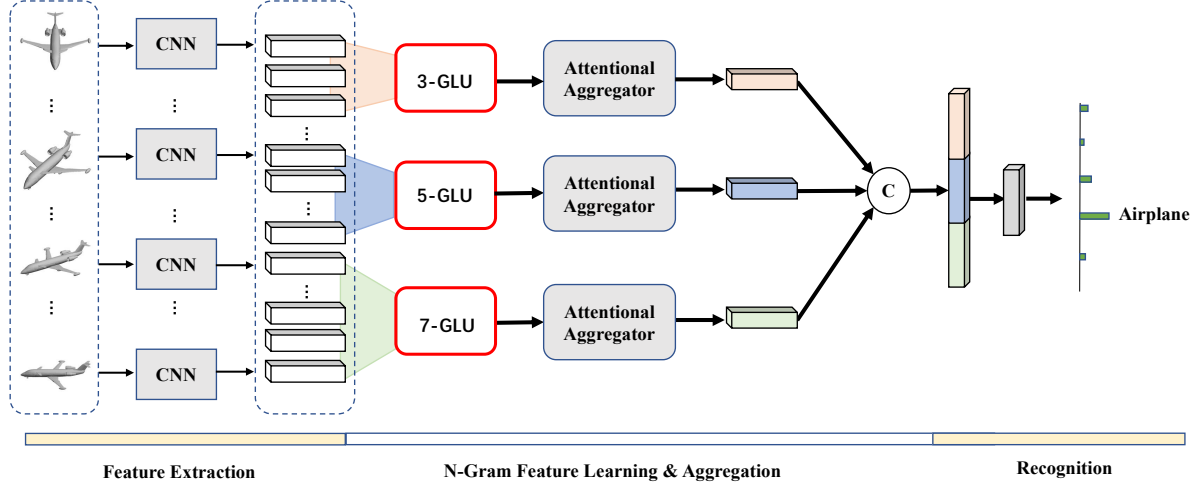 CNN
3-GLU
Attentional
Aggregator
CNN
5-GLU
Attentional
Aggregator
C
Airplane
CNN
7-GLU
Attentional
Aggregator
CNN
Feature Extraction
N-Gram Feature Learning & Aggregation
Recognition